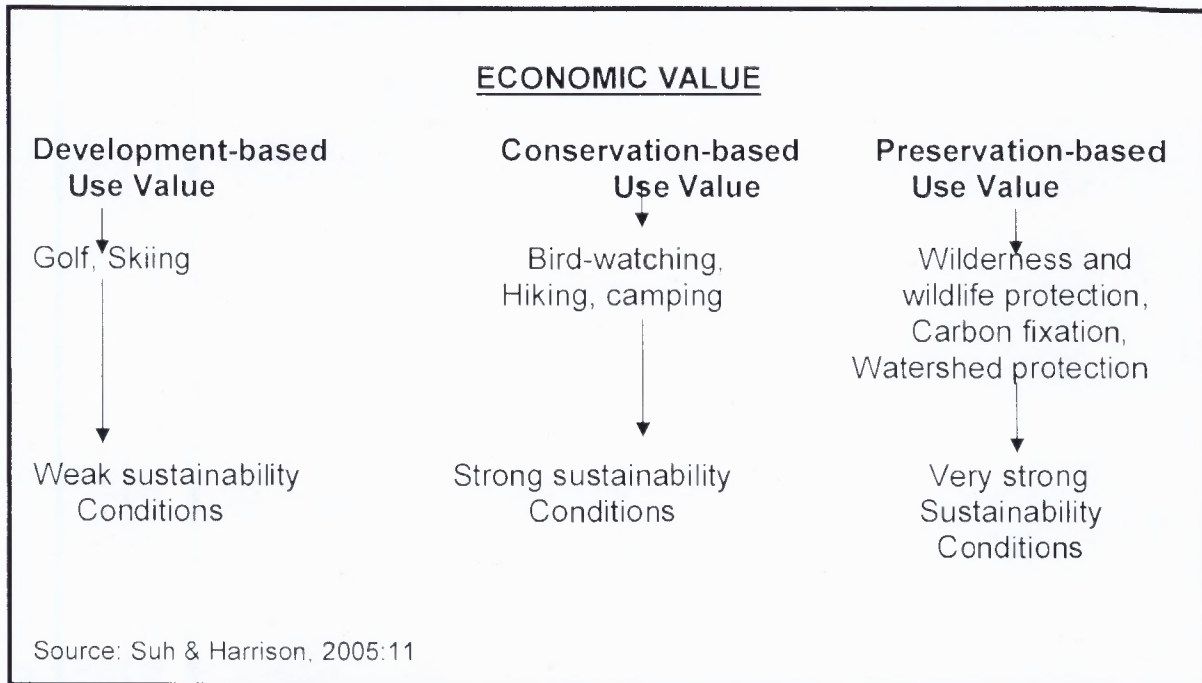 ECONOMIC VALUE
Development-based
Use Value
Golf, Skiing
Weak sustainability
Conditions
Conservation-based
Use Value
Bird-watching,
Hiking, camping
Strong sustainability
Conditions
Preservation-based
Use Value
Wilderness and
wildlife protection,
Carbon fixation,
Watershed protection
Very strong
Sustainability
Conditions
Source: Suh & Harrison, 2005:11